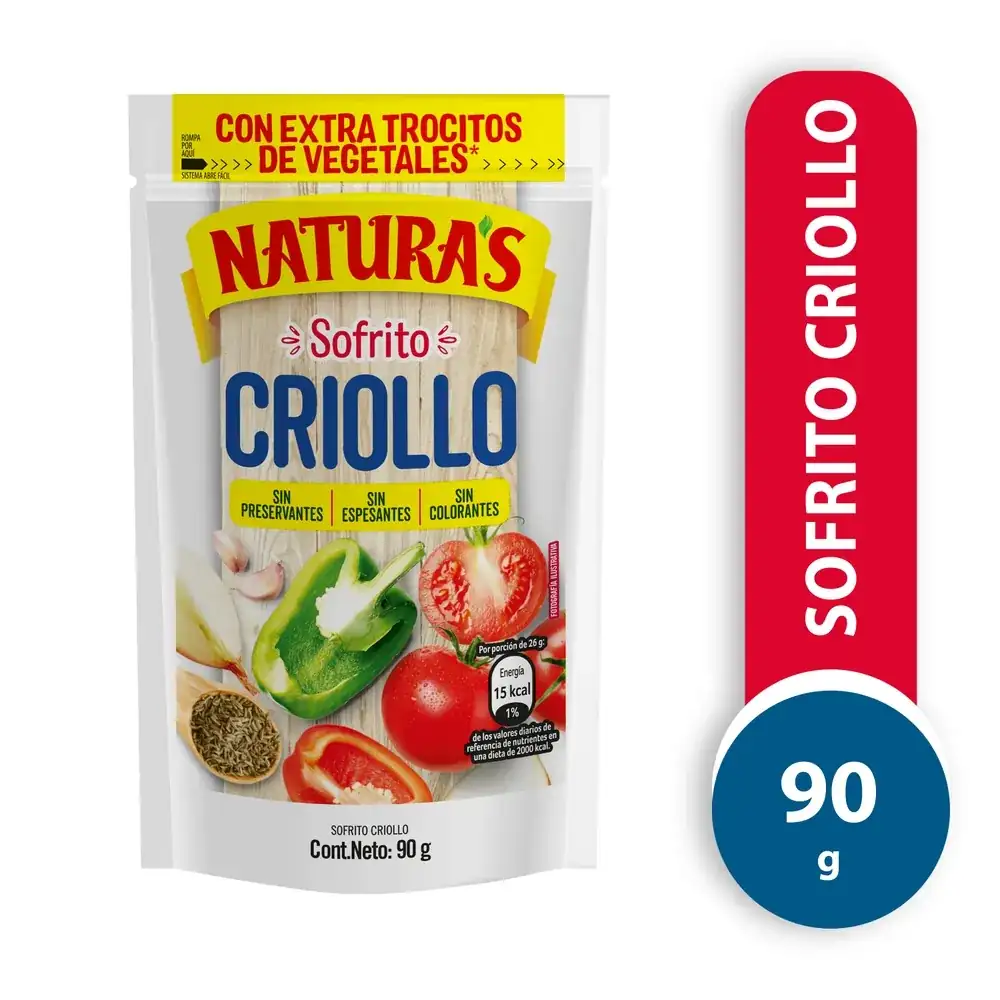 CON EXTRA TROCITOS
DE VEGETALES*
ROMPA
POR
AQUÍ
SISTEMA ABRE FÁCIL
NATURA'S
Sofrito
CRIOLLO
SIN
PRESERVANTES
SIN
ESPESANTES
SIN
COLORANTES
FOTOGRAFÍA ILUSTRATIVA
Por porción de 26 g:
Energía
15 kcal
1%
de los valores diarios de
referencia de nutrientes en
una dieta de 2000 kcal.
SOFRITO CRIOLLO
Cont.Neto: 90 g
SOFRITO CRIOLLO
90
g